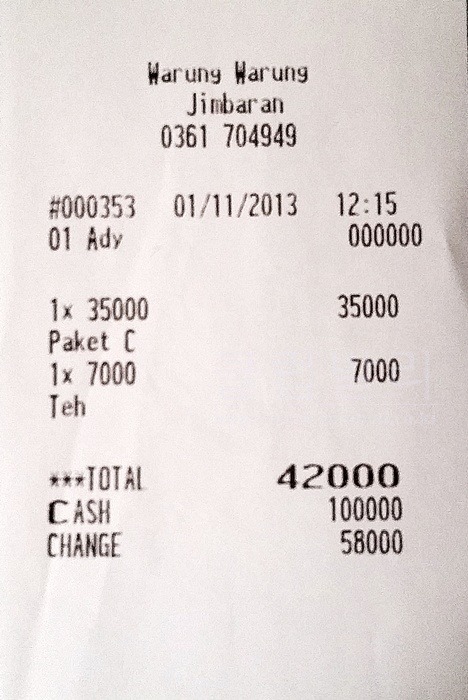 Warung Warung
Jimbaran
0361 704949
#000353 01/11/2013 12:15
01 Ady 000000
1x 35000 35000
Paket C
1x 7000 7000
Teh
***TOTAL 42000
CASH 100000
CHANGE 58000